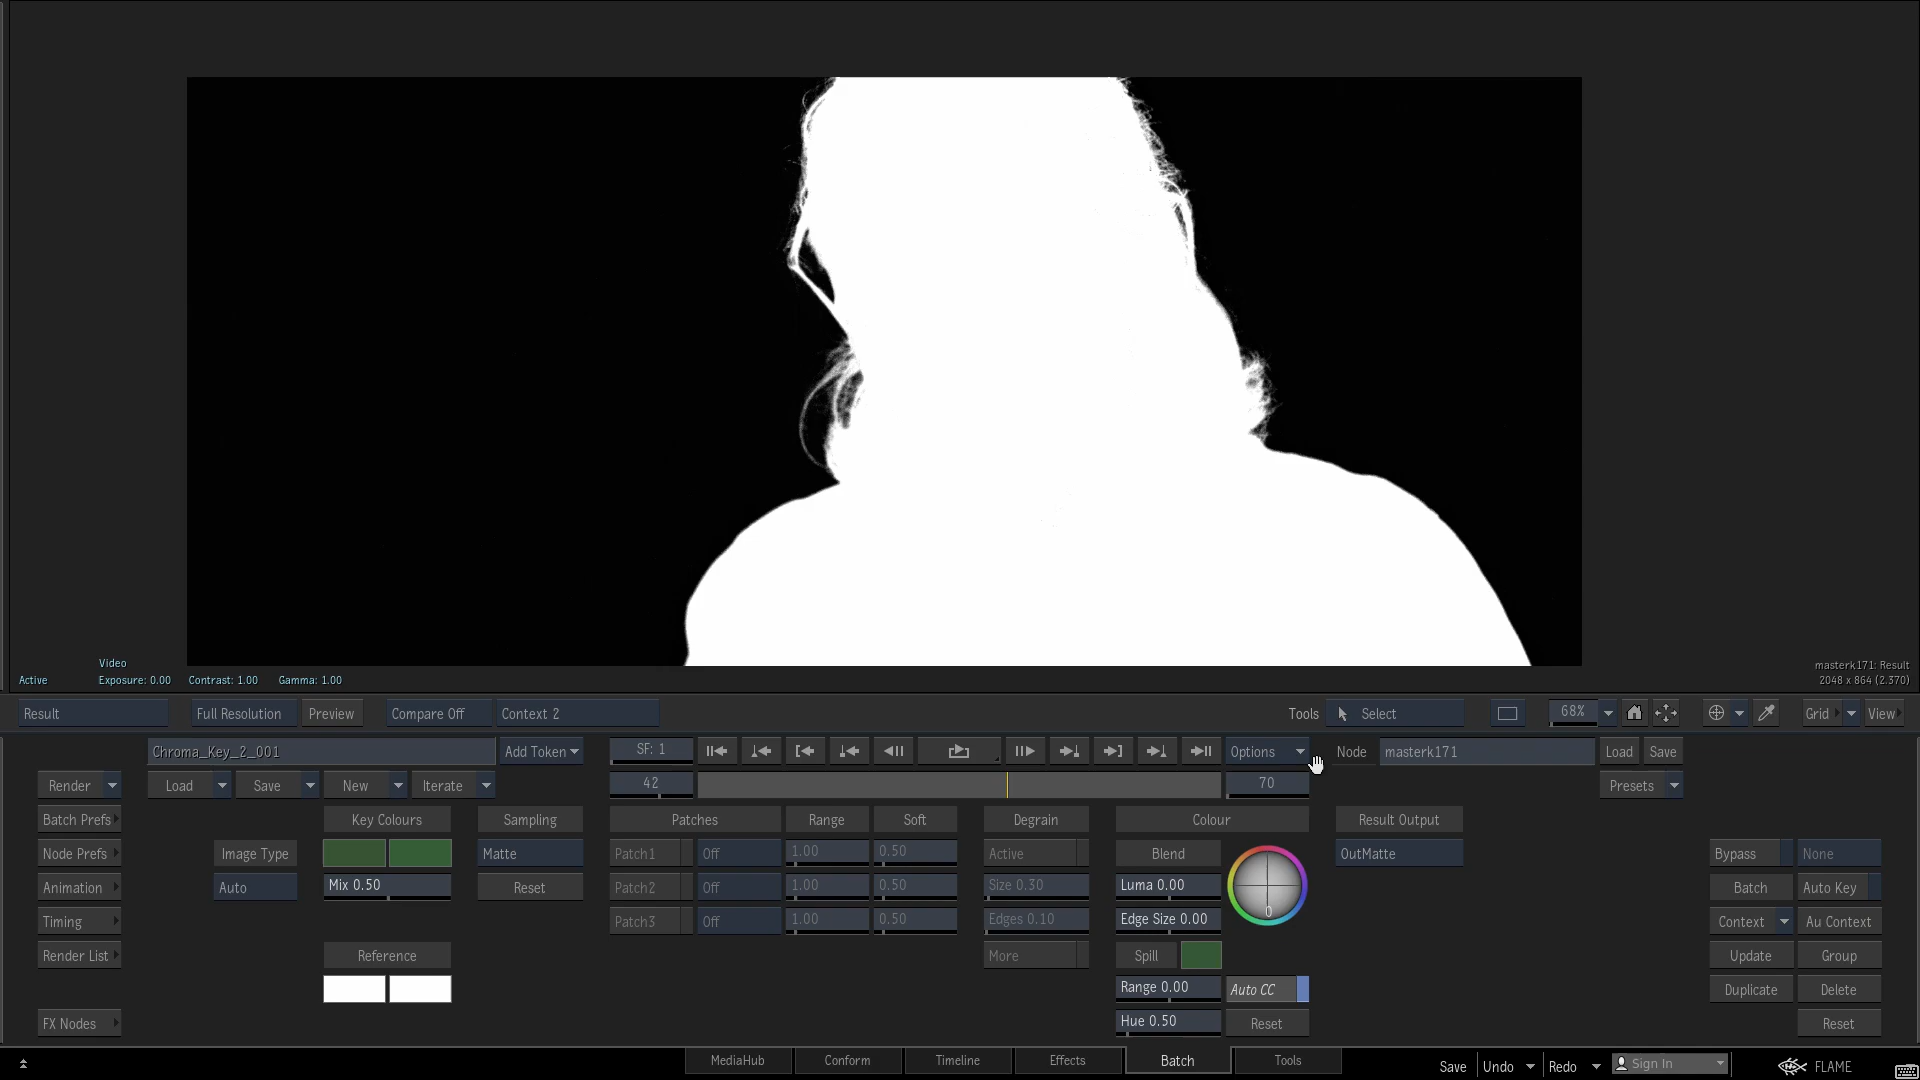 Video
Active Exposure: 0.00 Contrast: 1.00 Gamma: 1.00
masterk171: Result
2048 x 864 (2.370)
Result Full Resolution Preview Compare Off Context 2 Tools Select 68% Grid View
Chroma_Key_2_001 Add Token SF: 1 Options Node masterk171 Load Save
Render Load Save New Iterate 42 70 Presets
Batch Prefs Key Colours Sampling Patches Range Soft Degrain Colour Result Output
Node Prefs Image Type Matte Patch1 Off 1.00 0.50 Active Blend OutMatte Bypass None
Animation Auto Mix 0.50 Reset Patch2 Off 1.00 0.50 Size 0.30 Luma 0.00 0 Batch Auto Key
Timing Patch3 Off 1.00 0.50 Edges 0.10 Edge Size 0.00 Context Au Context
Render List Reference More Spill Update Group
Range 0.00 Auto CC Duplicate Delete
FX Nodes Hue 0.50 Reset Reset
MediaHub Conform Timeline Effects Batch Tools Save Undo Redo Sign In FLAME